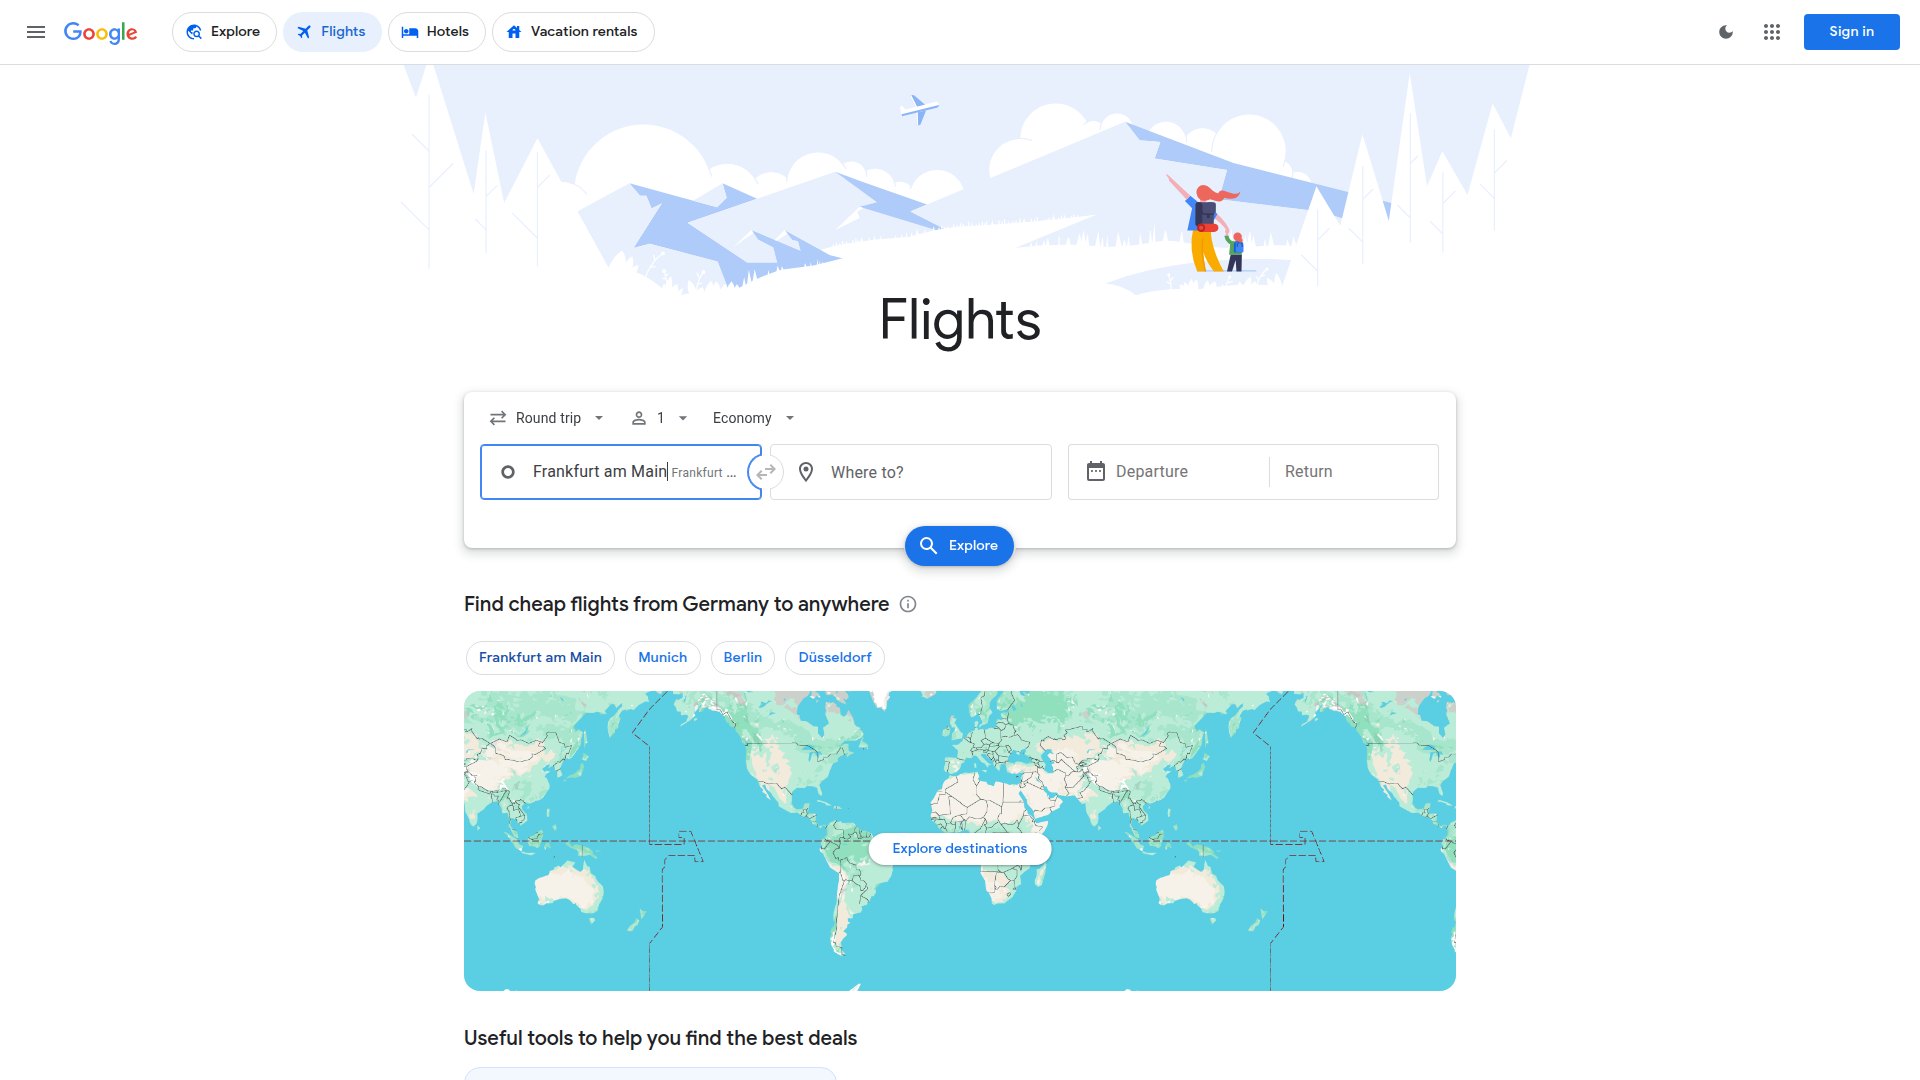 Google
Explore
Flights
Hotels
Vacation rentals
Sign in
Flights
Round trip
1
Economy
Frankfurt am Main Frankfurt ...
Where to?
Departure
Return
Explore
Find cheap flights from Germany to anywhere
Frankfurt am Main
Munich
Berlin
Düsseldorf
Explore destinations
Useful tools to help you find the best deals